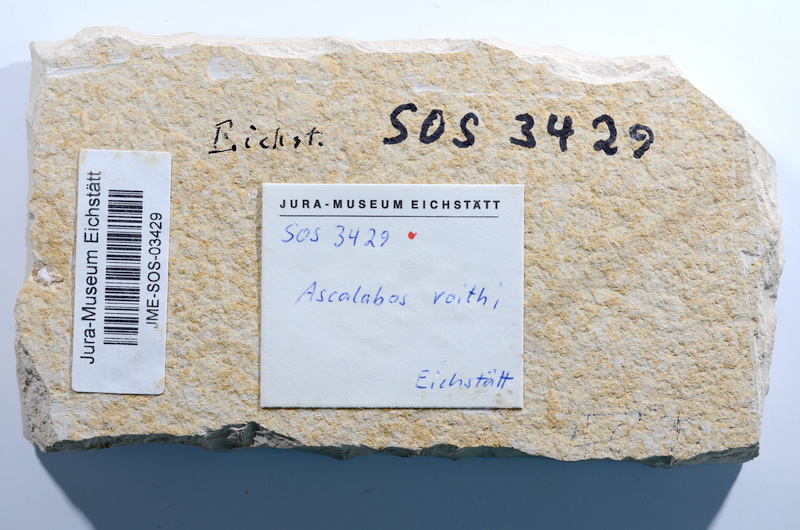 Eichst. SOS 3429
Jura-Museum Eichstätt
JME-SOS-03429
JURA-MUSEUM EICHSTÄTT
SOS 3429
Ascalabos voithi
Eichstätt